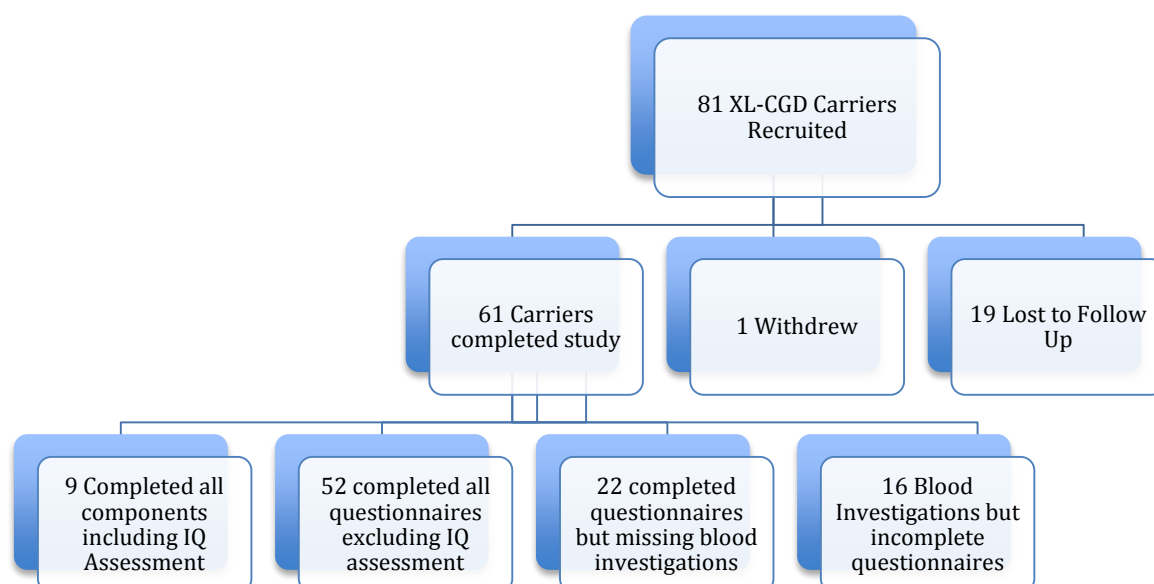 81 XL-CGD Carriers
Recruited
61 Carriers
completed study
1 Withdrew
19 Lost to Follow
Up
9 Completed all
components
including IQ
Assessment
52 completed all
questionnaires
excluding IQ
assessment
22 completed
questionnaires
but missing blood
investigations
16 Blood
Investigations but
incomplete
questionnaires